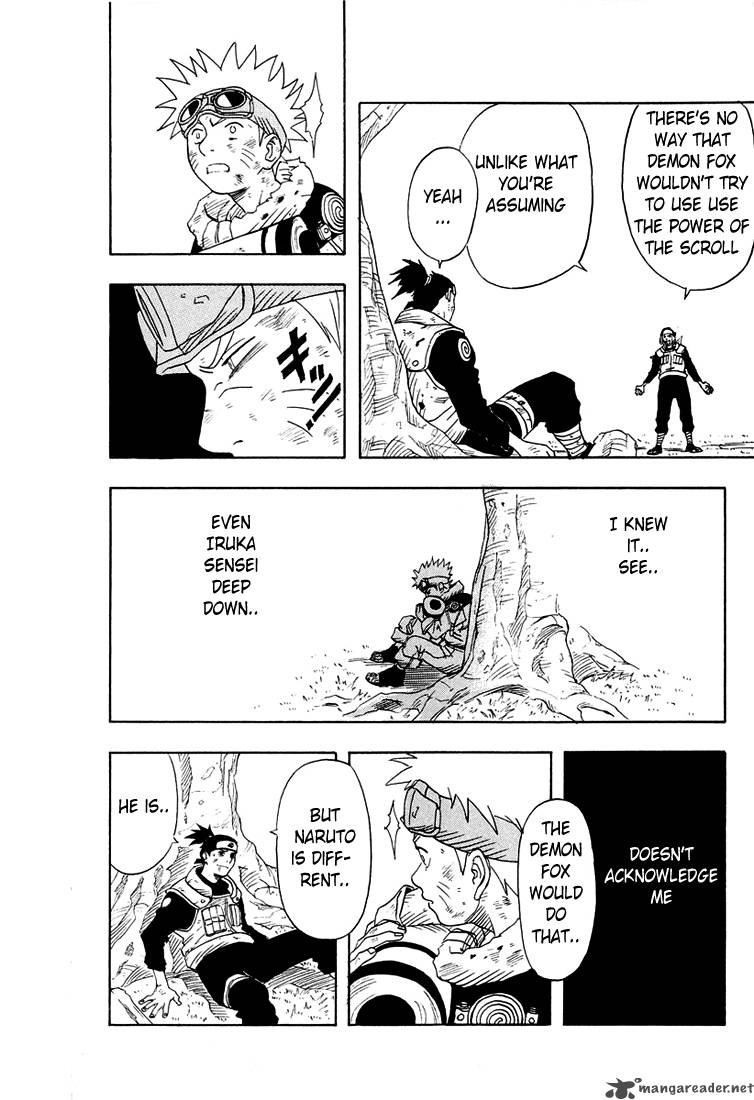 THERE'S NO
WAY THAT
DEMON FOX
WOULDN'T TRY
TO USE USE
THE POWER OF
THE SCROLL
UNLIKE WHAT
YOU'RE
ASSUMING
YEAH
...
ギッ
I KNEW
IT..
SEE..
EVEN
IRUKA
SENSEI
DEEP
DOWN..
DOESN'T
ACKNOWLEDGE
ME
THE
DEMON
FOX
WOULD
DO
THAT..
BUT
NARUTO
IS DIFF-
RENT..
HE IS..
mangareader.net